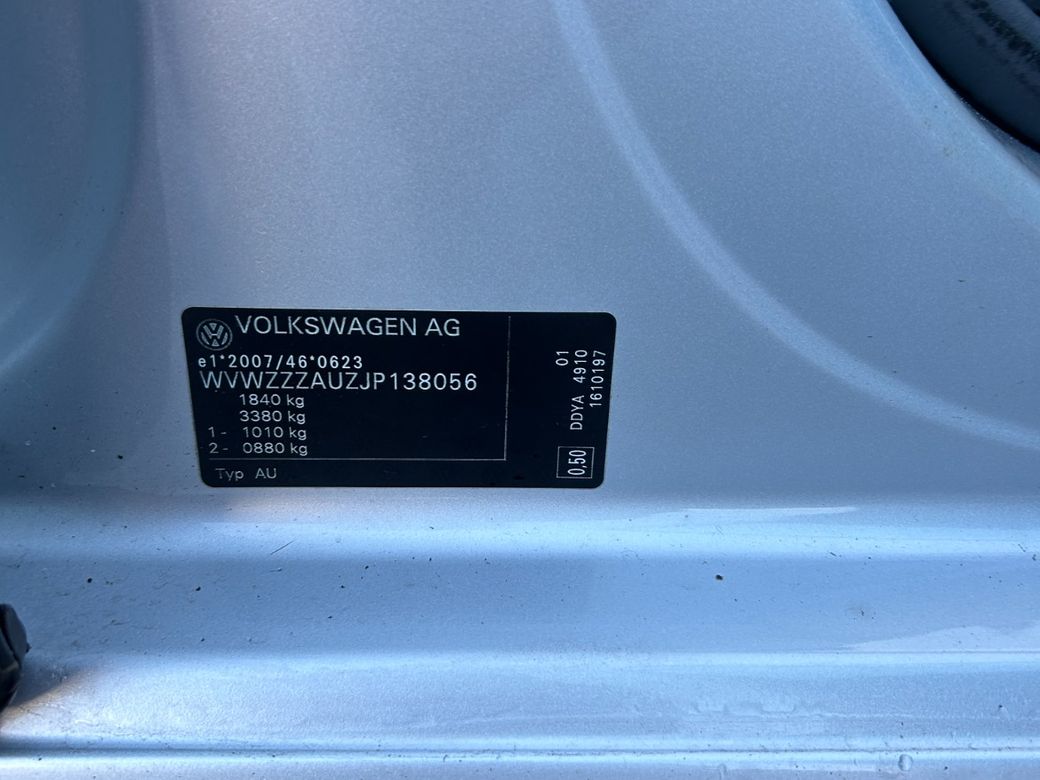 VOLKSWAGEN AG
e1*2007/46*0623
WVWZZZAUZJP138056
1840 kg
3380 kg
1 - 1010 kg
2 - 0880 kg
Typ AU
01
DDYA 4910
1610197
0,50